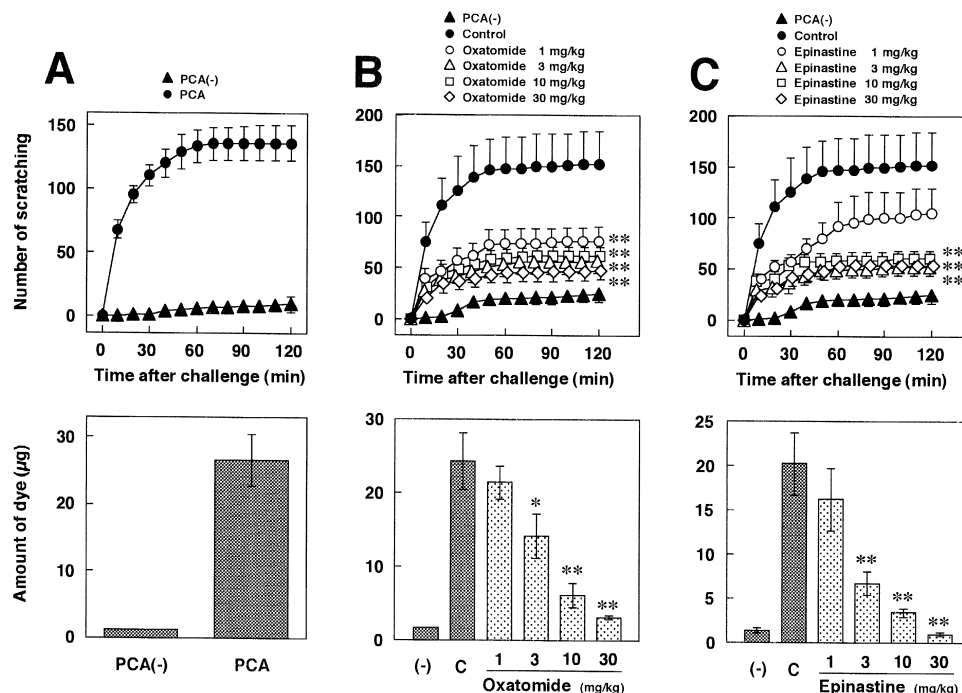 A
▲ PCA(-)
● PCA
Number of scratching
150
100
50
0
0 30 60 90 120
Time after challenge (min)
B
▲ PCA(-)
● Control
○ Oxatomide 1 mg/kg
△ Oxatomide 3 mg/kg
□ Oxatomide 10 mg/kg
◇ Oxatomide 30 mg/kg
200
150
100
50
0
**
**
**
**
0 30 60 90 120
Time after challenge (min)
C
▲ PCA(-)
● Control
○ Epinastine 1 mg/kg
△ Epinastine 3 mg/kg
□ Epinastine 10 mg/kg
◇ Epinastine 30 mg/kg
200
150
100
50
0
**
**
**
0 30 60 90 120
Time after challenge (min)
Amount of dye (μg)
30
20
10
0
PCA(-) PCA
30
20
10
0
*
**
**
(-) C 1 3 10 30
Oxatomide (mg/kg)
25
20
15
10
5
0
**
**
**
(-) C 1 3 10 30
Epinastine (mg/kg)